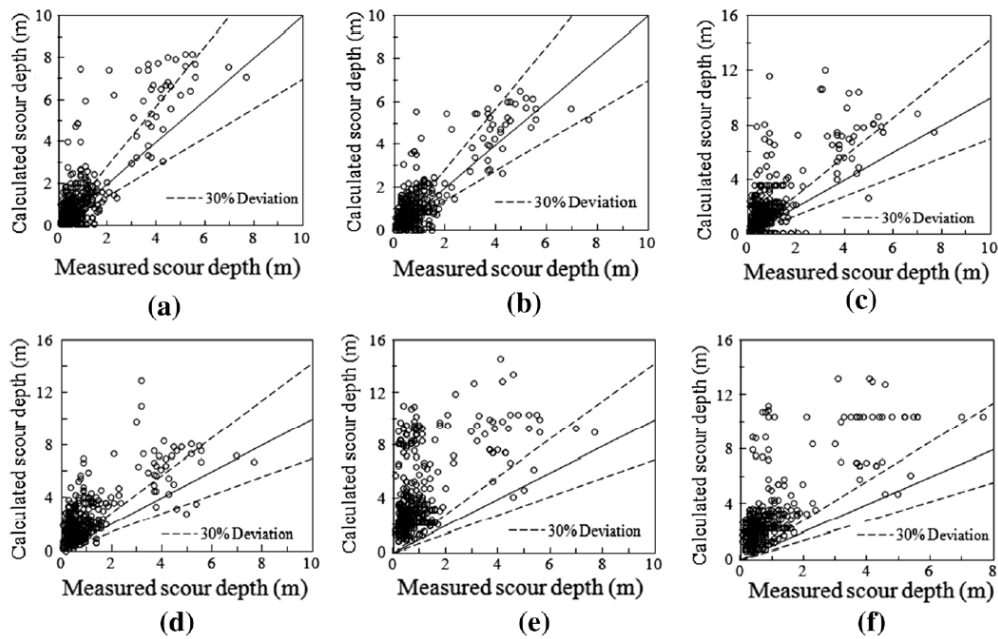 Calculated scour depth (m)
10
8
6
4
2
0
30% Deviation
0 2 4 6 8 10
Measured scour depth (m)
(a)
Calculated scour depth (m)
10
8
6
4
2
0
30% Deviation
0 2 4 6 8 10
Measured scour depth (m)
(b)
Calculated scour depth (m)
16
12
8
4
0
30% Deviation
0 2 4 6 8 10
Measured scour depth (m)
(c)
Calculated scour depth (m)
16
12
8
4
0
30% Deviation
0 2 4 6 8 10
Measured scour depth (m)
(d)
Calculated scour depth (m)
16
12
8
4
0
30% Deviation
0 2 4 6 8 10
Measured scour depth (m)
(e)
Calculated scour depth (m)
16
12
8
4
0
30% Deviation
0 2 4 6 8
Measured scour depth (m)
(f)